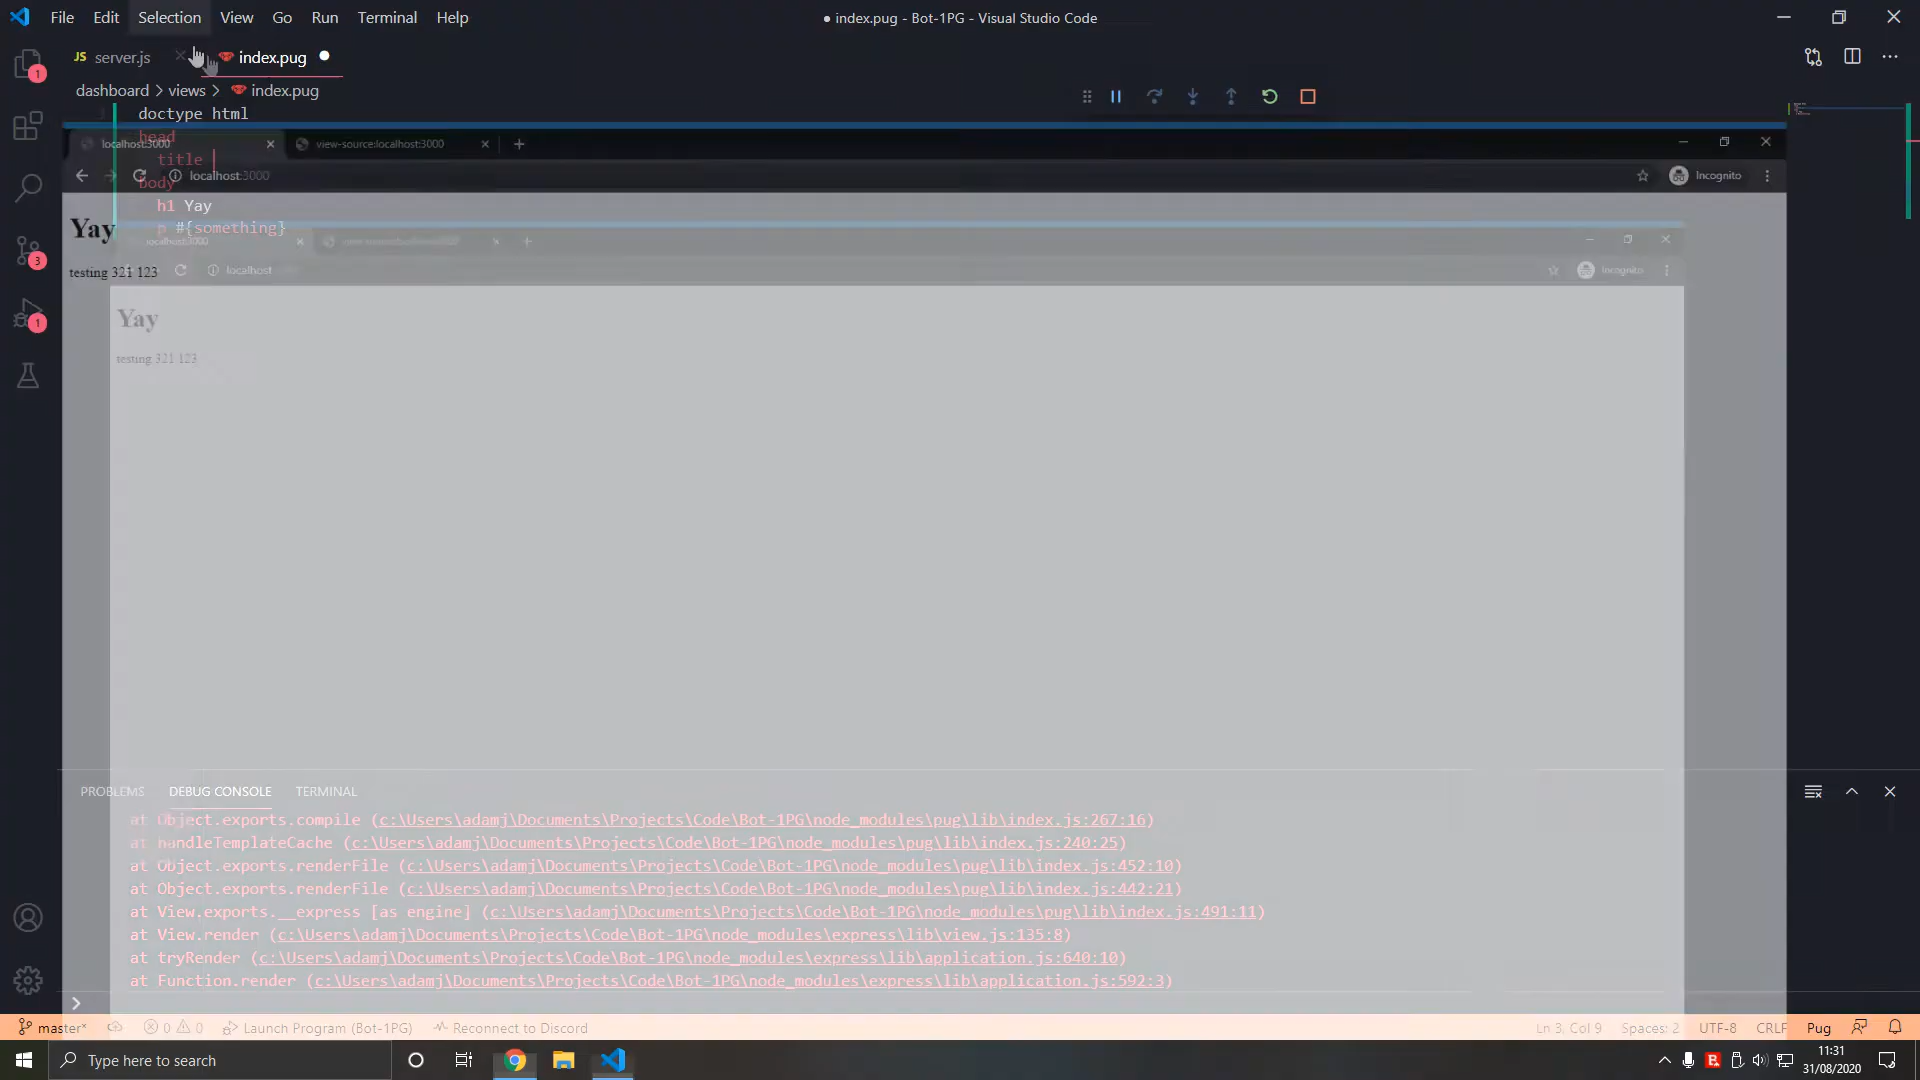 File Edit Selection View Go Run Terminal Help
● index.pug - Bot-1PG - Visual Studio Code
JS server.js index.pug
dashboard > views > index.pug
doctype html
head
title
body
h1 Yay
p #{something}
localhost:3000 view-source:localhost:3000
localhost:3000 Incognito
Yay
testing 321 123
localhost:3000
localhost Incognito
Yay
testing 321 123
1
3
1
PROBLEMS DEBUG CONSOLE TERMINAL
at Object.exports.compile (c:\Users\adamj\Documents\Projects\Code\Bot-1PG\node_modules\pug\lib\index.js:267:16)
at handleTemplateCache (c:\Users\adamj\Documents\Projects\Code\Bot-1PG\node_modules\pug\lib\index.js:240:25)
at Object.exports.renderFile (c:\Users\adamj\Documents\Projects\Code\Bot-1PG\node_modules\pug\lib\index.js:452:10)
at Object.exports.renderFile (c:\Users\adamj\Documents\Projects\Code\Bot-1PG\node_modules\pug\lib\index.js:442:21)
at View.exports.__express [as engine] (c:\Users\adamj\Documents\Projects\Code\Bot-1PG\node_modules\pug\lib\index.js:491:11)
at View.render (c:\Users\adamj\Documents\Projects\Code\Bot-1PG\node_modules\express\lib\view.js:135:8)
at tryRender (c:\Users\adamj\Documents\Projects\Code\Bot-1PG\node_modules\express\lib\application.js:640:10)
at Function.render (c:\Users\adamj\Documents\Projects\Code\Bot-1PG\node_modules\express\lib\application.js:592:3)
master* 0 0 Launch Program (Bot-1PG) Reconnect to Discord Ln 3, Col 9 Spaces: 2 UTF-8 CRLF Pug
Type here to search
11:31
31/08/2020